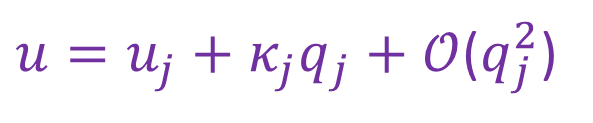 u = u_j + κ_j q_j + 𝒪(q_j^2)